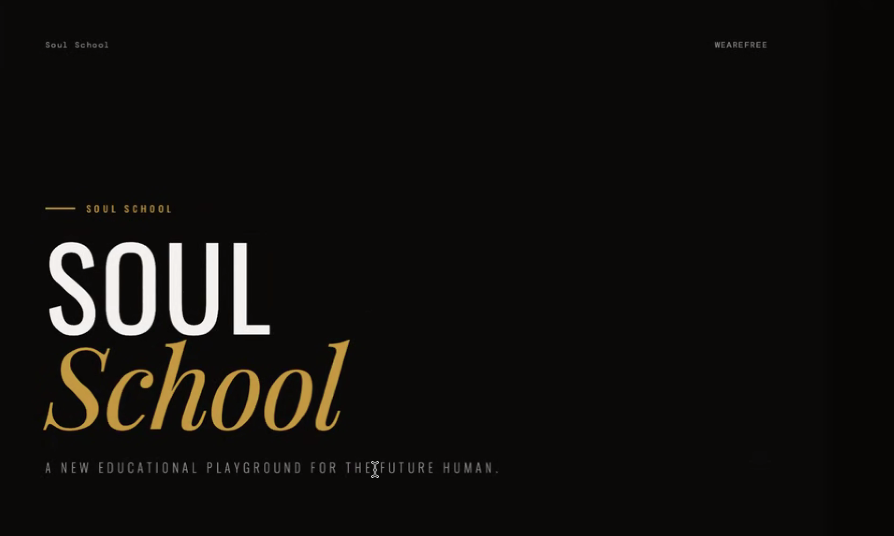 Soul School
WEAREFREE
SOUL SCHOOL
SOUL
School
A NEW EDUCATIONAL PLAYGROUND FOR THE FUTURE HUMAN.